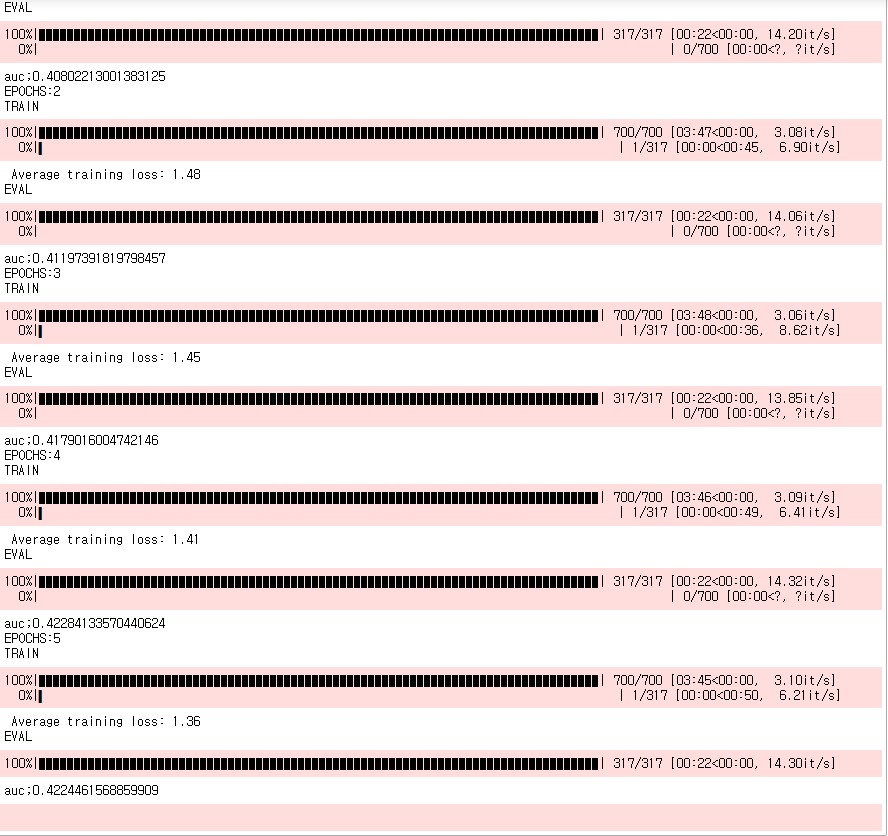 EVAL
100%| | 317/317 [00:22<00:00, 14.20it/s]
0%| | 0/700 [00:00<?, ?it/s]
auc;0.40802213001383125
EPOCHS:2
TRAIN
100%| | 700/700 [03:47<00:00, 3.08it/s]
0%| | 1/317 [00:00<00:45, 6.90it/s]
Average training loss: 1.48
EVAL
100%| | 317/317 [00:22<00:00, 14.06it/s]
0%| | 0/700 [00:00<?, ?it/s]
auc;0.41197391819798457
EPOCHS:3
TRAIN
100%| | 700/700 [03:48<00:00, 3.06it/s]
0%| | 1/317 [00:00<00:36, 8.62it/s]
Average training loss: 1.45
EVAL
100%| | 317/317 [00:22<00:00, 13.85it/s]
0%| | 0/700 [00:00<?, ?it/s]
auc;0.4179016004742146
EPOCHS:4
TRAIN
100%| | 700/700 [03:46<00:00, 3.09it/s]
0%| | 1/317 [00:00<00:49, 6.41it/s]
Average training loss: 1.41
EVAL
100%| | 317/317 [00:22<00:00, 14.32it/s]
0%| | 0/700 [00:00<?, ?it/s]
auc;0.42284133570440624
EPOCHS:5
TRAIN
100%| | 700/700 [03:45<00:00, 3.10it/s]
0%| | 1/317 [00:00<00:50, 6.21it/s]
Average training loss: 1.36
EVAL
100%| | 317/317 [00:22<00:00, 14.30it/s]
auc;0.4224461568859909